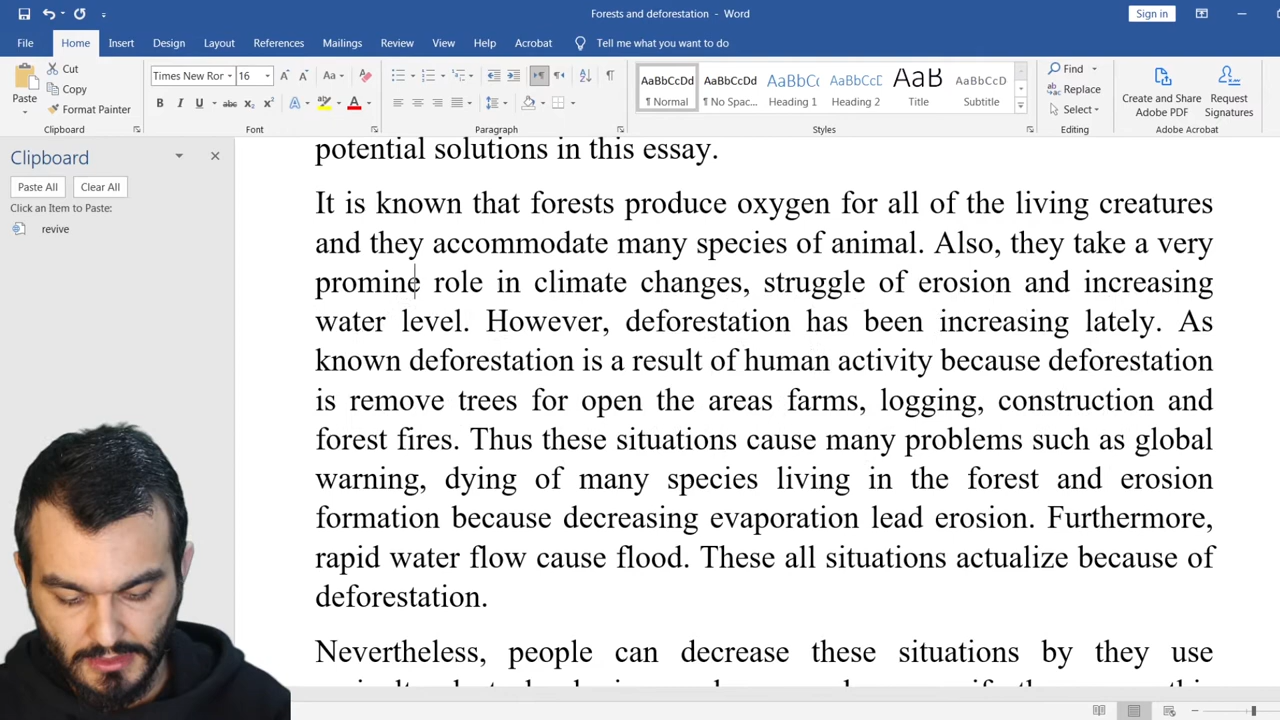 Forests and deforestation - Word
Sign in
File Home Insert Design Layout References Mailings Review View Help Acrobat Tell me what you want to do
Paste
Cut
Copy
Format Painter
Times New Ror 16
AaBbCcDd AaBbCcDd AaBbCc AaBbCcD AaB AaBbCcD
¶ Normal ¶ No Spac... Heading 1 Heading 2 Title Subtitle
Find
Replace
Select
Create and Share Adobe PDF
Request Signatures
Clipboard Font Paragraph Styles Editing Adobe Acrobat
Clipboard
Paste All Clear All
Click an Item to Paste:
revive
potential solutions in this essay.
It is known that forests produce oxygen for all of the living creatures
and they accommodate many species of animal. Also, they take a very
promine role in climate changes, struggle of erosion and increasing
water level. However, deforestation has been increasing lately. As
known deforestation is a result of human activity because deforestation
is remove trees for open the areas farms, logging, construction and
forest fires. Thus these situations cause many problems such as global
warning, dying of many species living in the forest and erosion
formation because decreasing evaporation lead erosion. Furthermore,
rapid water flow cause flood. These all situations actualize because of
deforestation.
Nevertheless, people can decrease these situations by they use